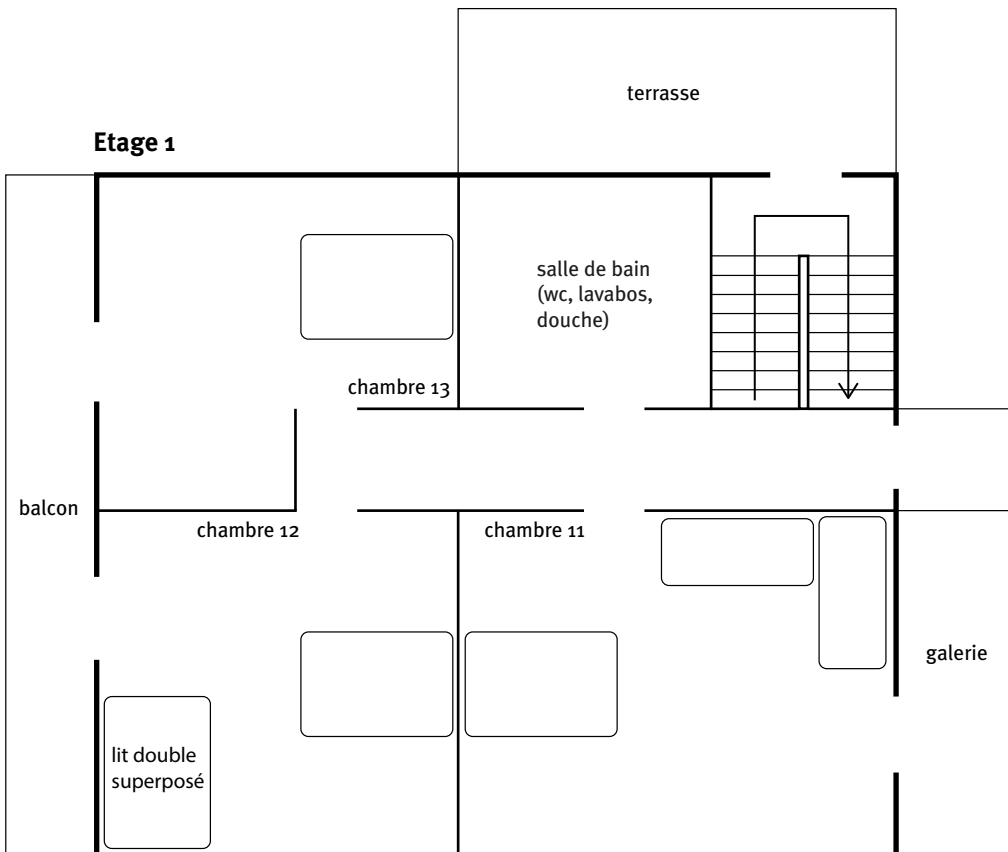 terrasse
Etage 1
salle de bain
(wc, lavabos,
douche)
chambre 13
balcon
chambre 12
chambre 11
galerie
lit double
superposé